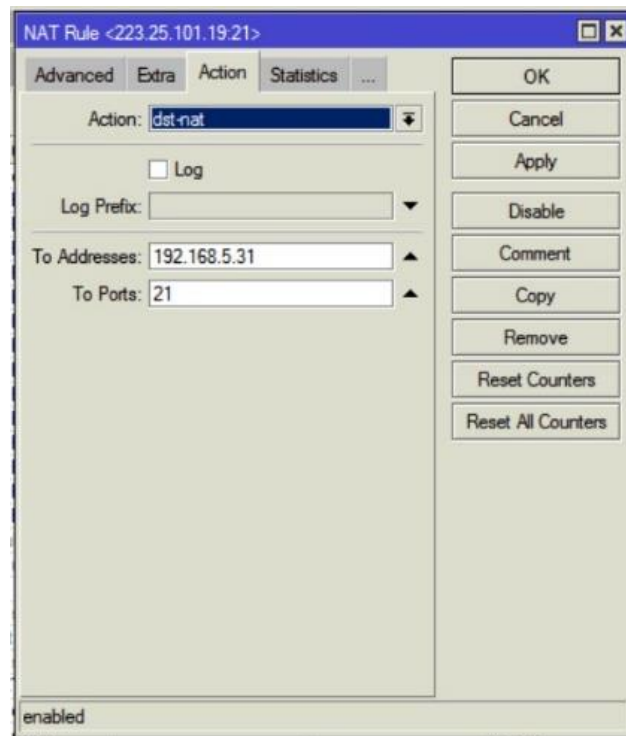 NAT Rule <223.25.101.19:21>
Advanced Extra Action Statistics ...
Action: dst-nat
Log
Log Prefix:
To Addresses: 192.168.5.31
To Ports: 21
OK
Cancel
Apply
Disable
Comment
Copy
Remove
Reset Counters
Reset All Counters
enabled